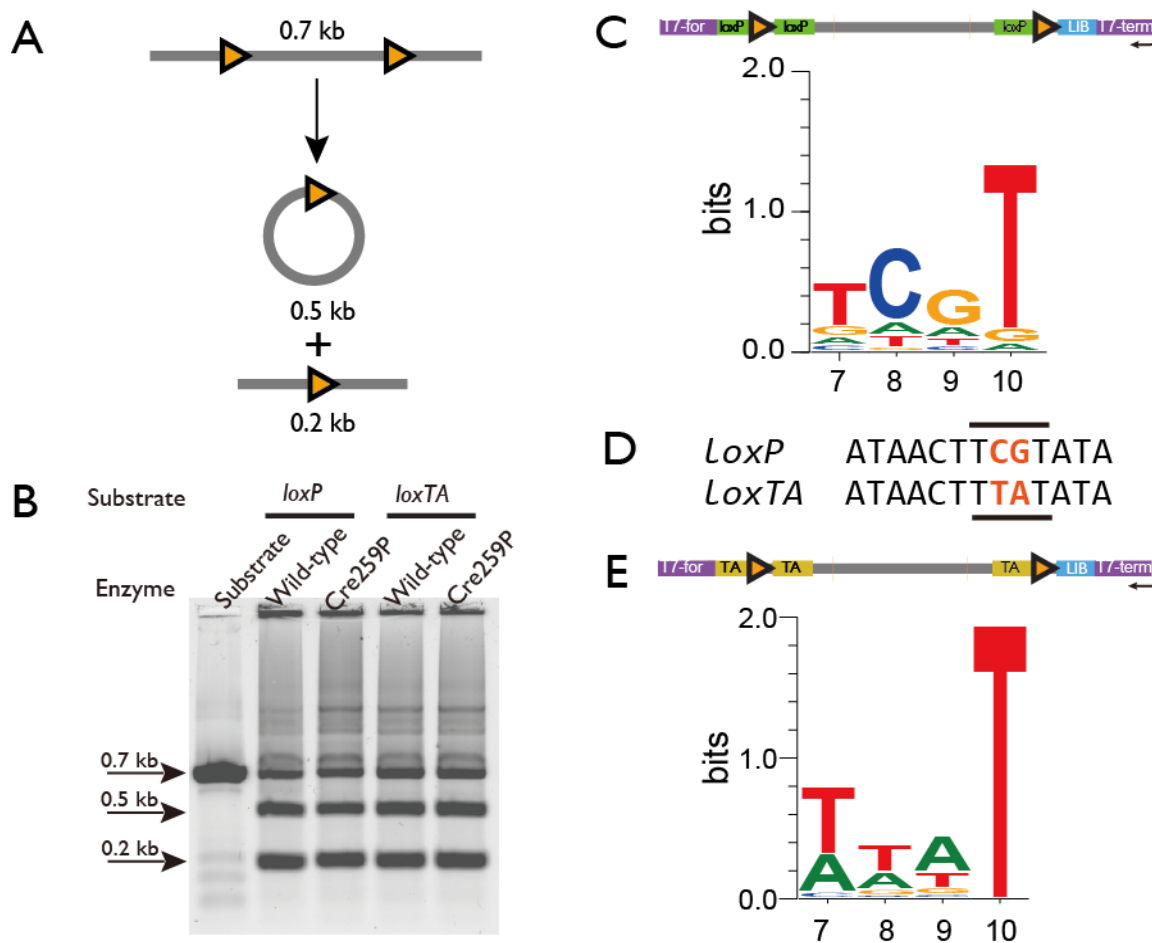 A
0.7 kb
0.5 kb
+
0.2 kb
B
Substrate
loxP
loxTA
Enzyme
Substrate
Wild-type
Cre259P
Wild-type
Cre259P
0.7 kb
0.5 kb
0.2 kb
C
T7-for
loxP
loxP
loxP
LIB
T7-term
2.0
1.0
0.0
bits
T
G
A
C
C
A
T
G
G
A
T
C
T
G
A
7
8
9
10
D
LoxP ATAACTTCGTATA
LoxTA ATAACTTTATATA
E
T7-for
TA
TA
TA
LIB
T7-term
2.0
1.0
0.0
bits
T
A
C
T
A
G
C
A
T
G
C
T
7
8
9
10